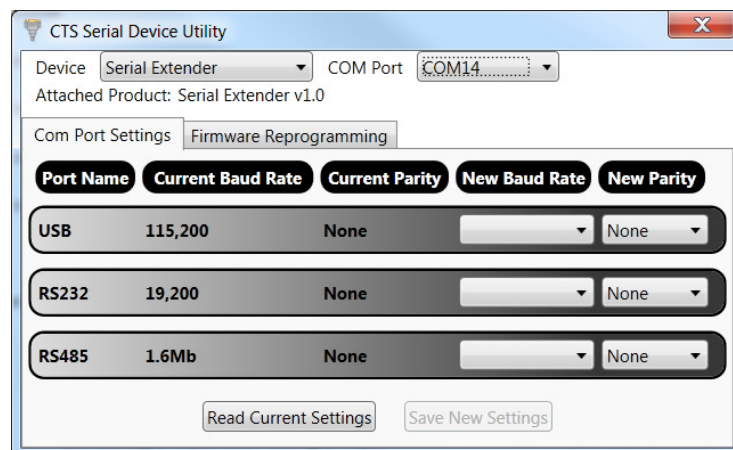 CTS Serial Device Utility
Device Serial Extender COM Port COM14
Attached Product: Serial Extender v1.0
Com Port Settings Firmware Reprogramming
Port Name Current Baud Rate Current Parity New Baud Rate New Parity
USB 115,200 None None
RS232 19,200 None None
RS485 1.6Mb None None
Read Current Settings Save New Settings